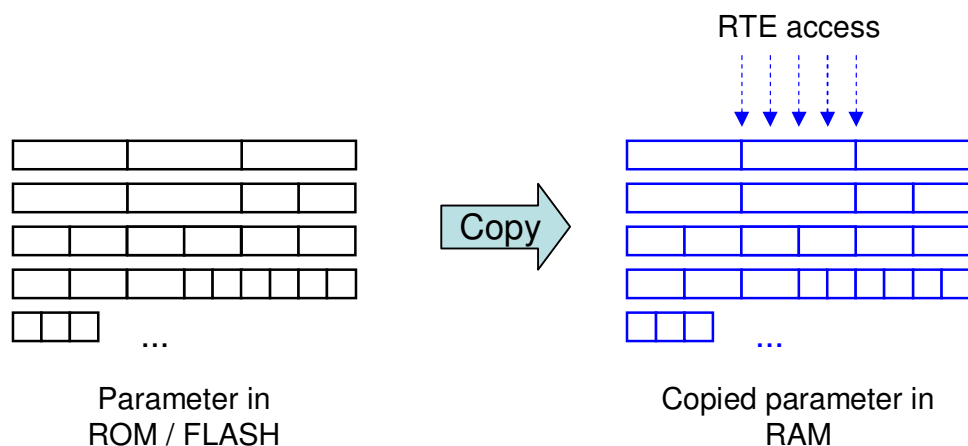 RTE access
Copy
...
...
Parameter in
ROM / FLASH
Copied parameter in
RAM